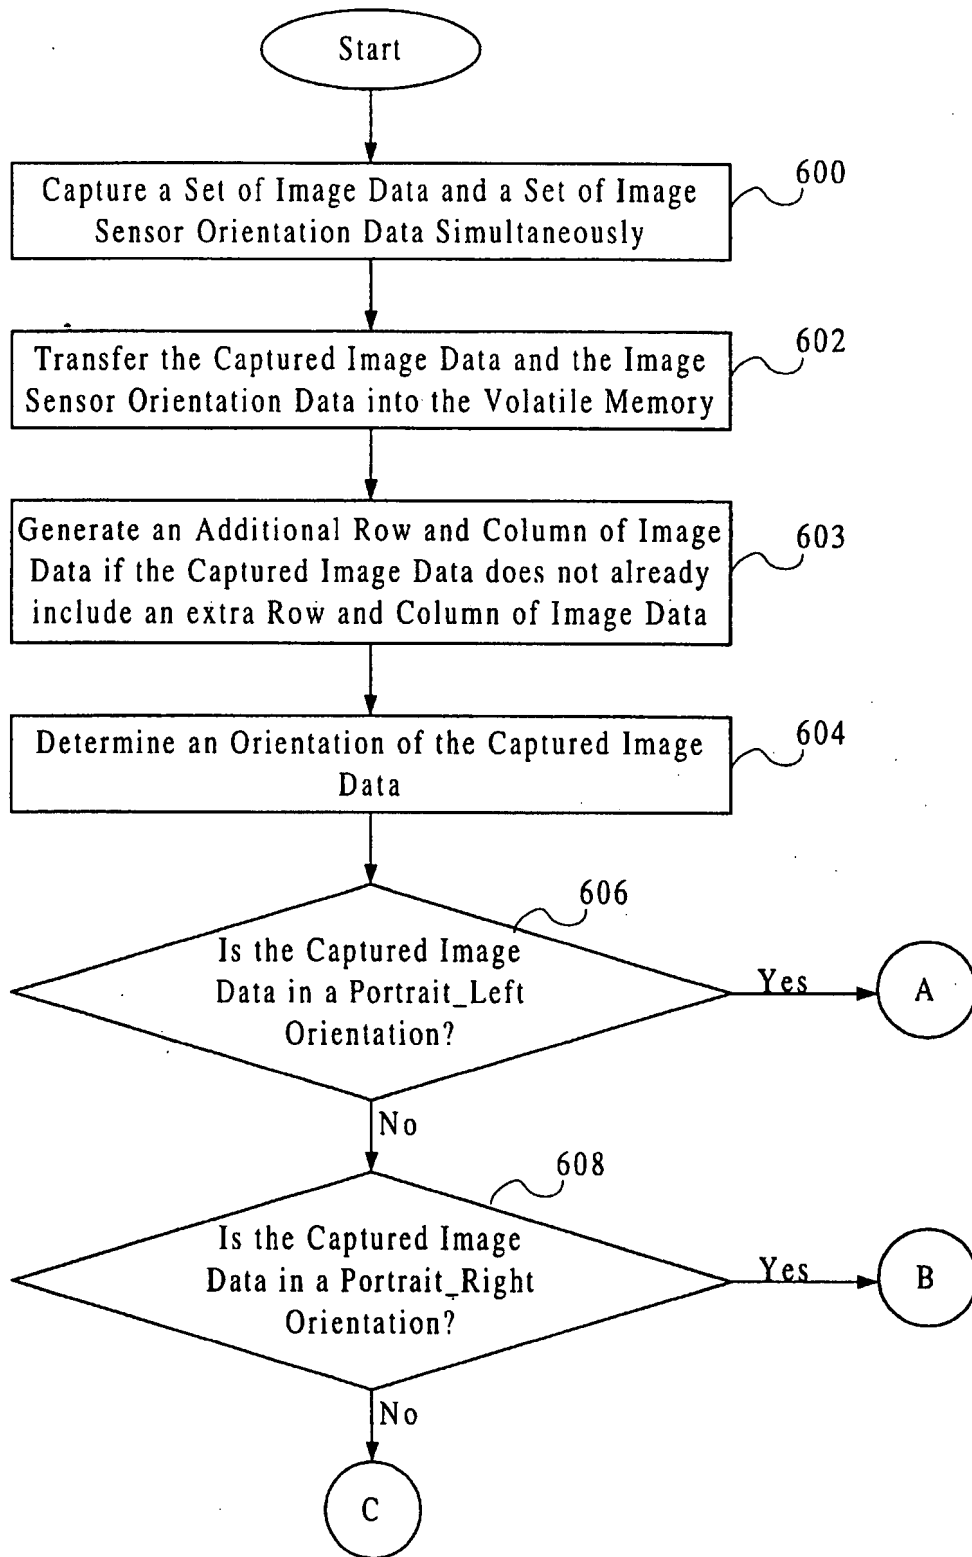 Start
600
Capture a Set of Image Data and a Set of Image
Sensor Orientation Data Simultaneously
602
Transfer the Captured Image Data and the Image
Sensor Orientation Data into the Volatile Memory
603
Generate an Additional Row and Column of Image
Data if the Captured Image Data does not already
include an extra Row and Column of Image Data
604
Determine an Orientation of the Captured Image
Data
606
Is the Captured Image
Data in a Portrait_Left
Orientation?
Yes
A
No
608
Is the Captured Image
Data in a Portrait_Right
Orientation?
Yes
B
No
C